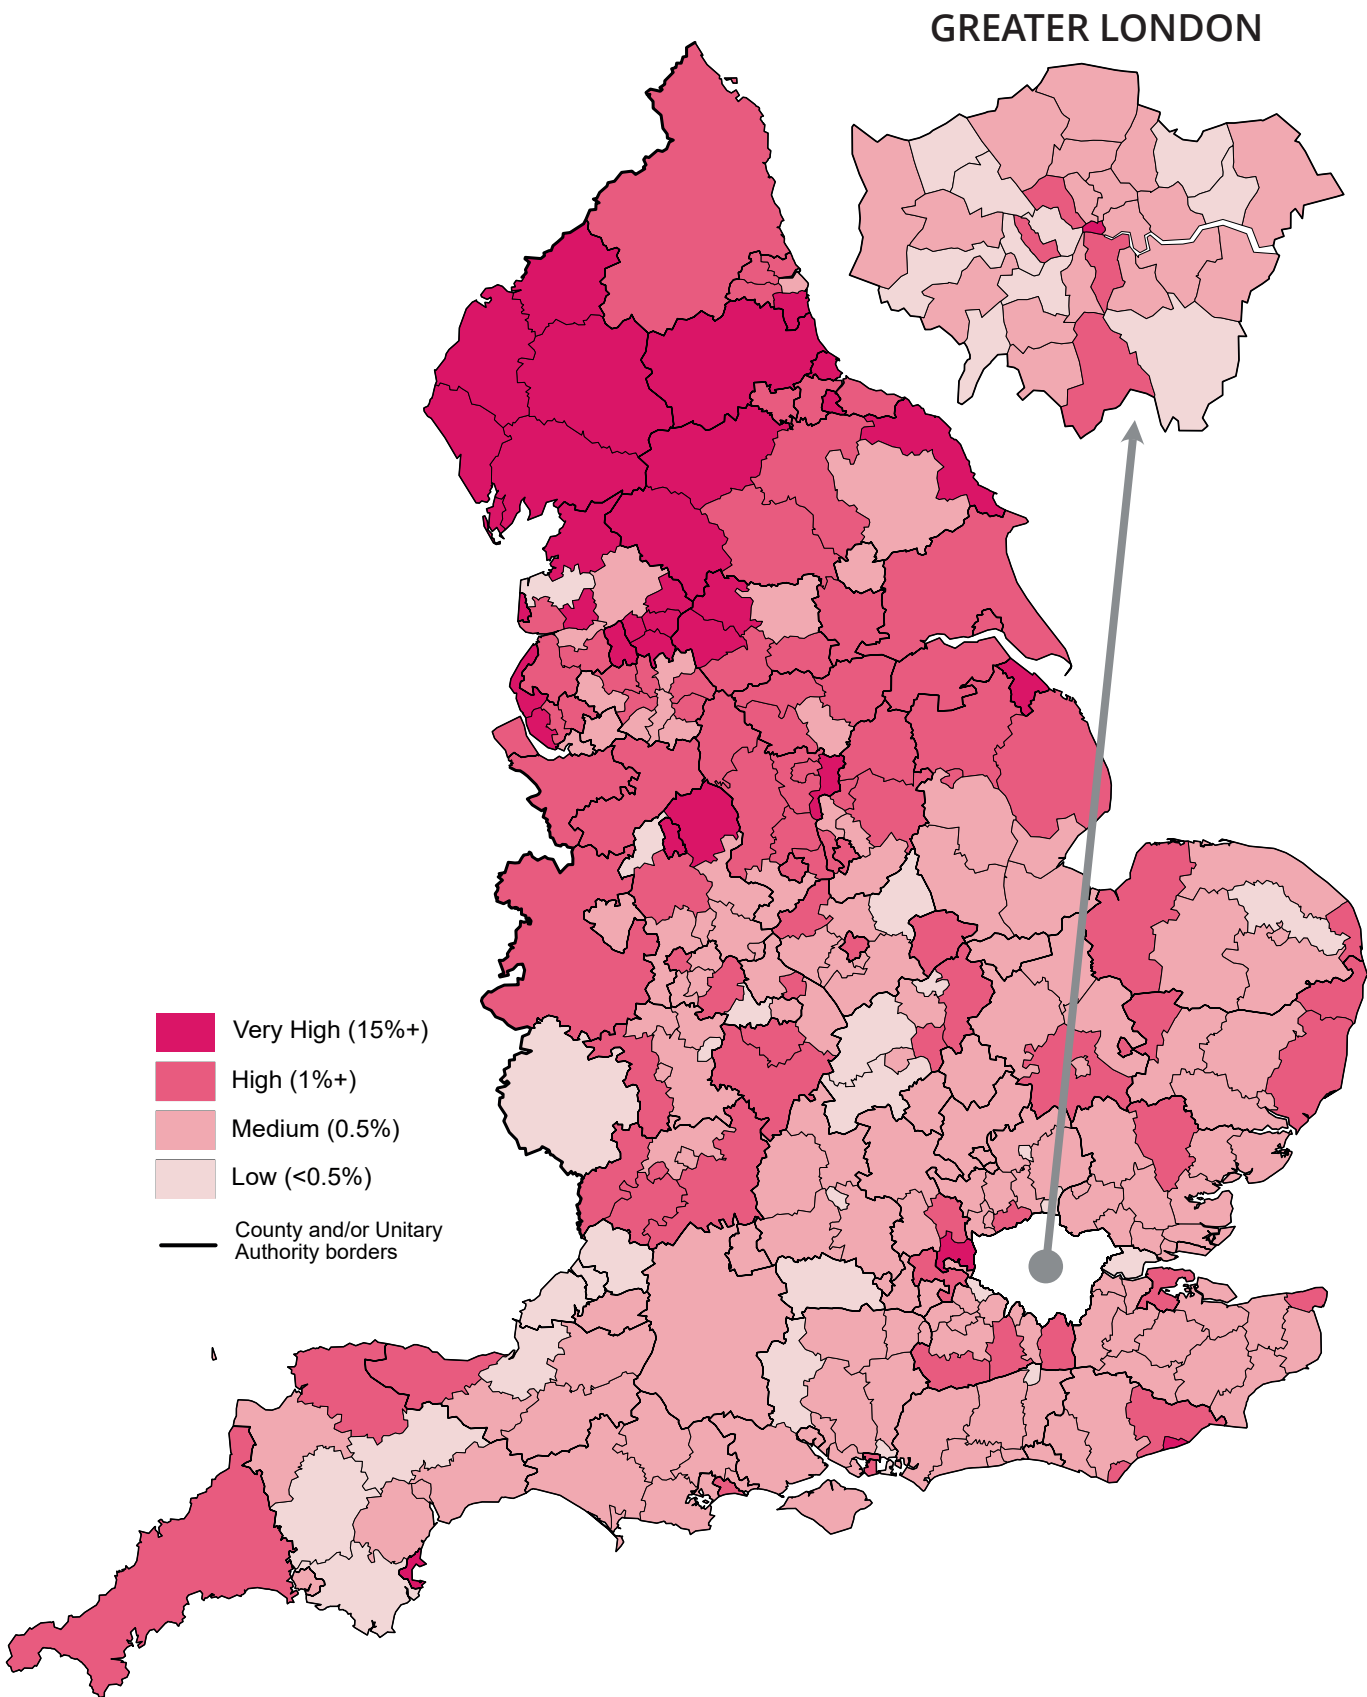 GREATER LONDON
Very High (15%+)
High (1%+)
Medium (0.5%)
Low (<0.5%)
County and/or Unitary
Authority borders